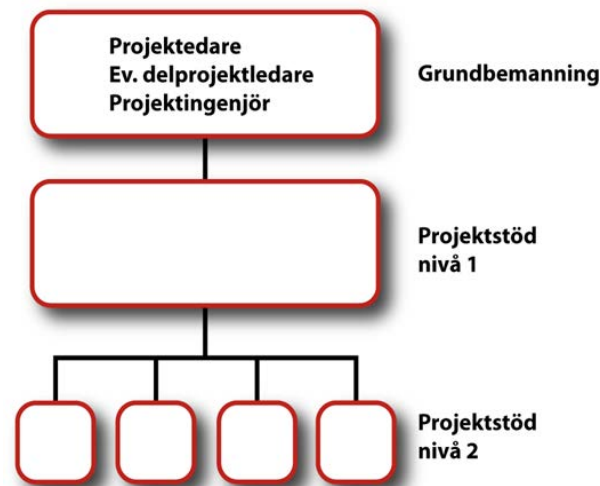 Projektedare
Ev. delprojektledare
Projektingenjör
Grundbemanning
Projektstöd
nivå 1
Projektstöd
nivå 2